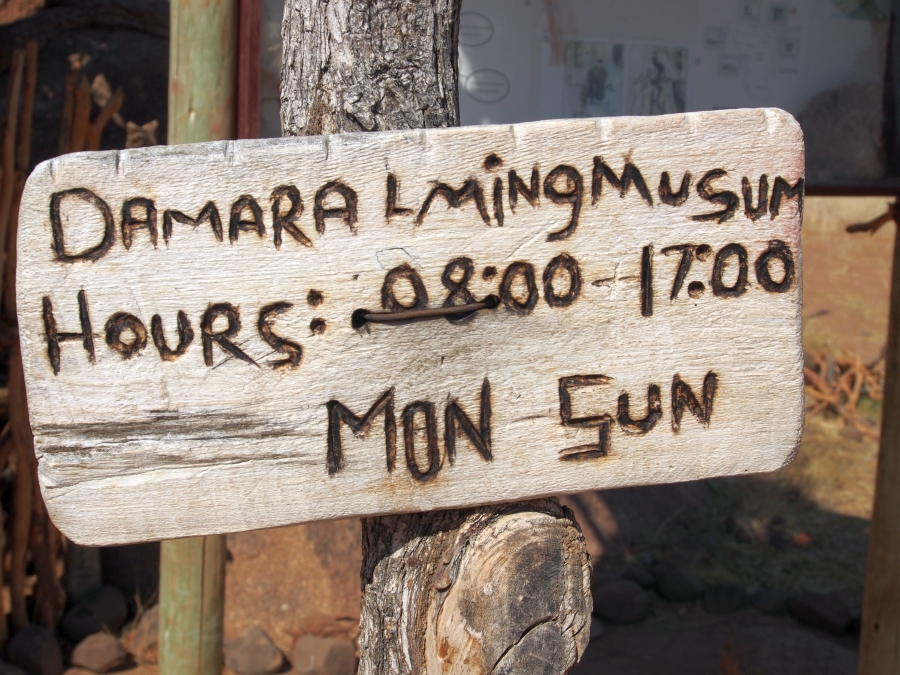 DAMARA LMiNgMUSUM
HOURS: 08:00 - 17:00
MON SUN